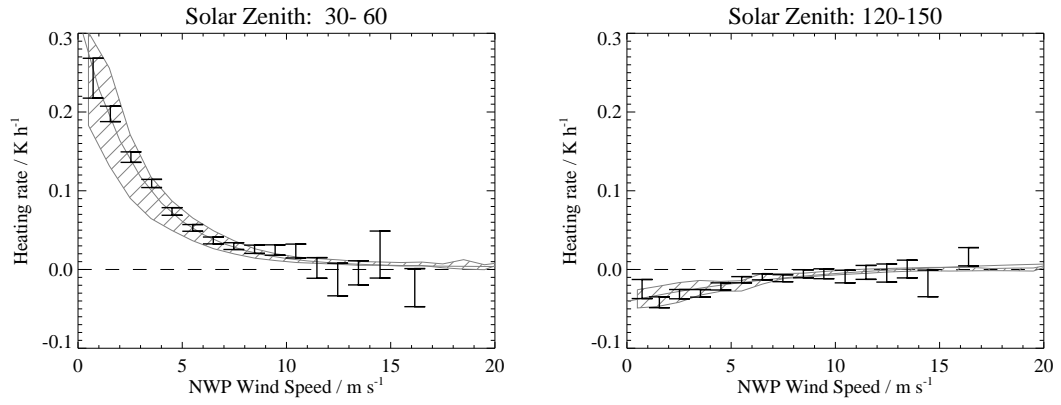 Solar Zenith: 30- 60
0.3
0.2
0.1
0.0
-0.1
Heating rate / K h⁻¹
0 5 10 15 20
NWP Wind Speed / m s⁻¹
Solar Zenith: 120-150
0.3
0.2
0.1
0.0
-0.1
Heating rate / K h⁻¹
0 5 10 15 20
NWP Wind Speed / m s⁻¹